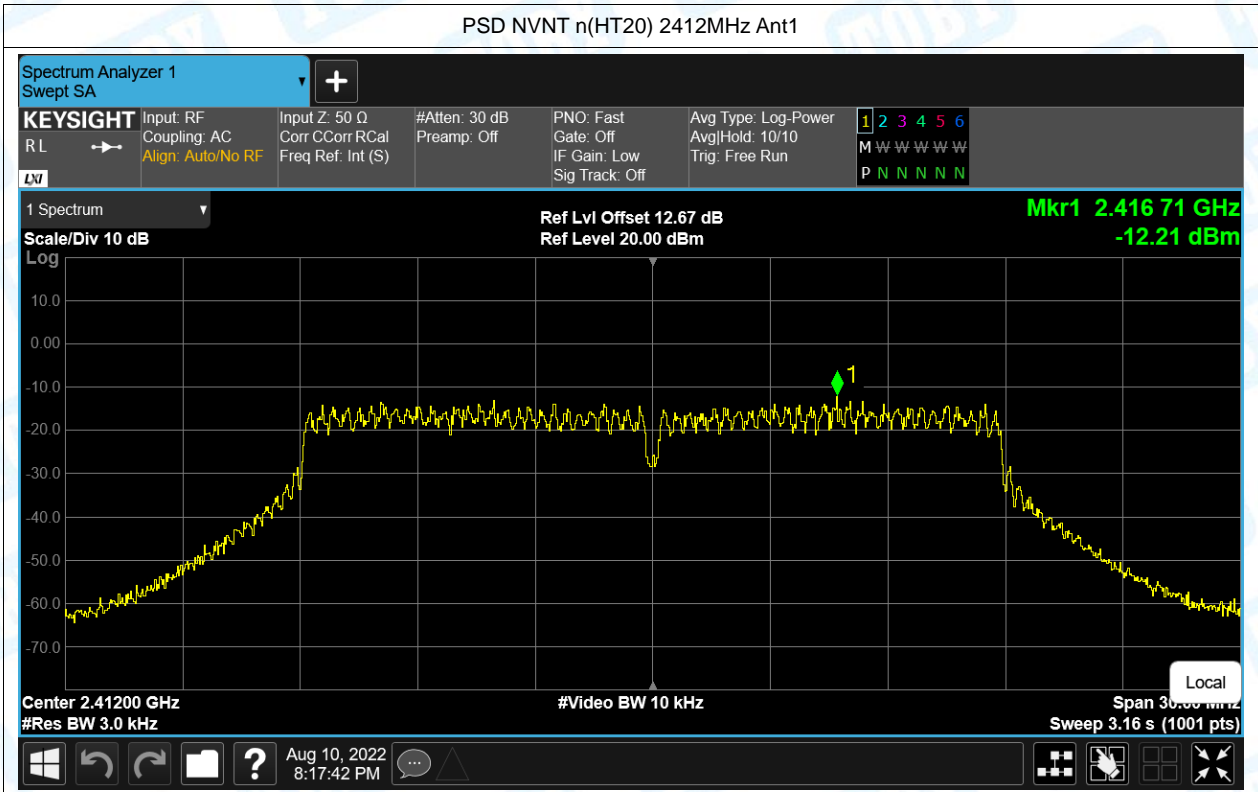 PSD NVNT n(HT20) 2412MHz Ant1
Spectrum Analyzer 1
Swept SA
KEYSIGHT
R L
LXI
Input: RF
Coupling: AC
Align: Auto/No RF
Input Z: 50 Ω
Corr CCorr RCal
Freq Ref: Int (S)
#Atten: 30 dB
Preamp: Off
PNO: Fast
Gate: Off
IF Gain: Low
Sig Track: Off
Avg Type: Log-Power
Avg|Hold: 10/10
Trig: Free Run
1 2 3 4 5 6
M W W W W W
P N N N N N
1 Spectrum
Scale/Div 10 dB
Ref Lvl Offset 12.67 dB
Ref Level 20.00 dBm
Mkr1 2.416 71 GHz
-12.21 dBm
Log
10.0
0.00
-10.0
-20.0
-30.0
-40.0
-50.0
-60.0
-70.0
1
Local
Center 2.41200 GHz
#Video BW 10 kHz
Span 30.00 MHz
#Res BW 3.0 kHz
Sweep 3.16 s (1001 pts)
Aug 10, 2022
8:17:42 PM